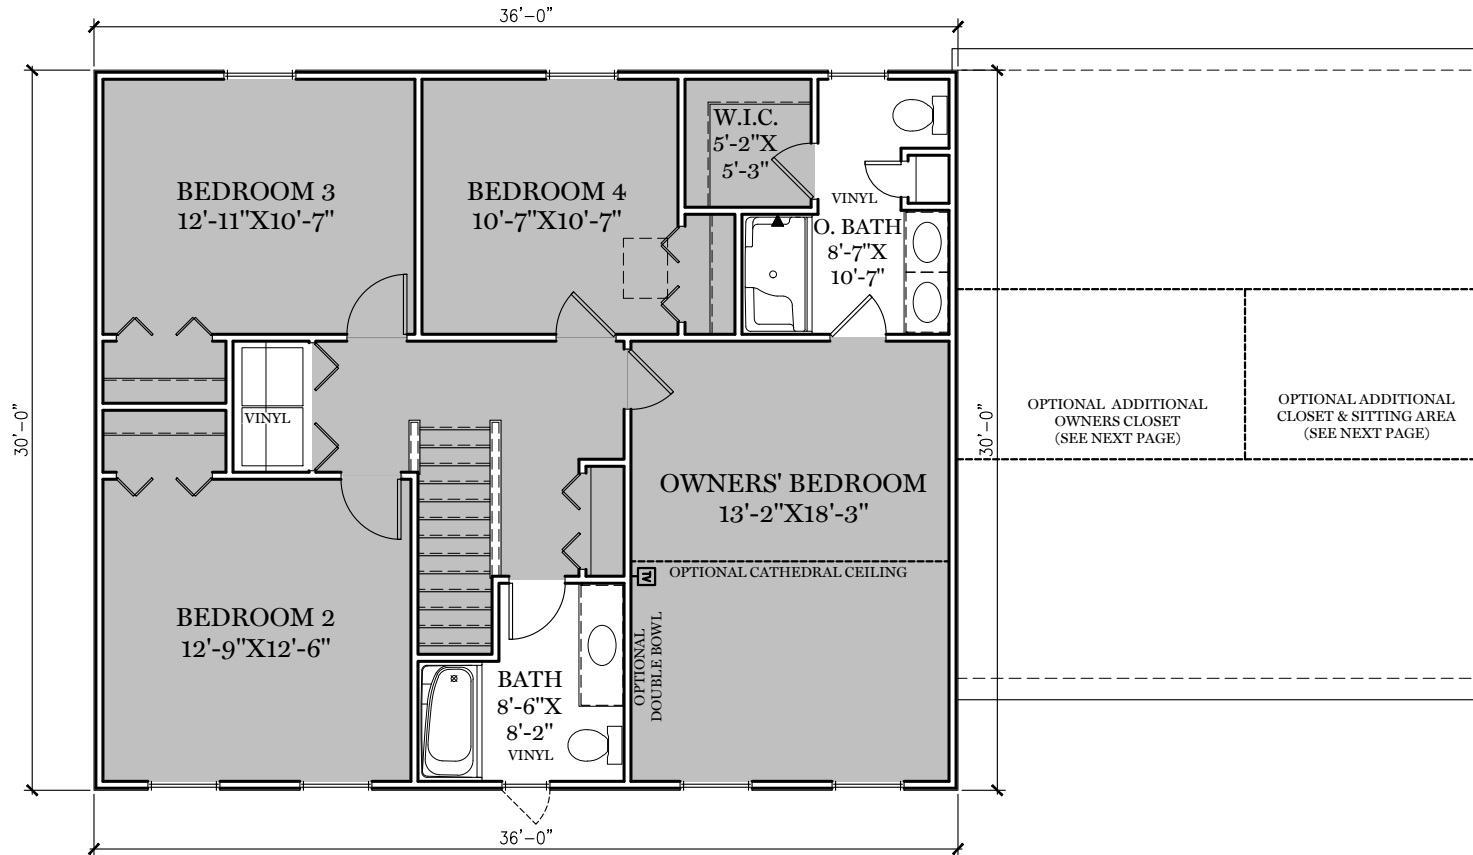 36'-0"
W.I.C.
5'-2"X
5'-3"
BEDROOM 3
12'-11"X10'-7"
BEDROOM 4
10'-7"X10'-7"
VINYL
O. BATH
8'-7"X
10'-7"
30'-0"
VINYL
30'-0"
OPTIONAL ADDITIONAL
OWNERS CLOSET
(SEE NEXT PAGE)
OPTIONAL ADDITIONAL
CLOSET & SITTING AREA
(SEE NEXT PAGE)
OWNERS' BEDROOM
13'-2"X18'-3"
TV
OPTIONAL CATHEDRAL CEILING
BEDROOM 2
12'-9"X12'-6"
OPTIONAL
DOUBLE BOWL
BATH
8'-6"X
8'-2"
VINYL
36'-0"